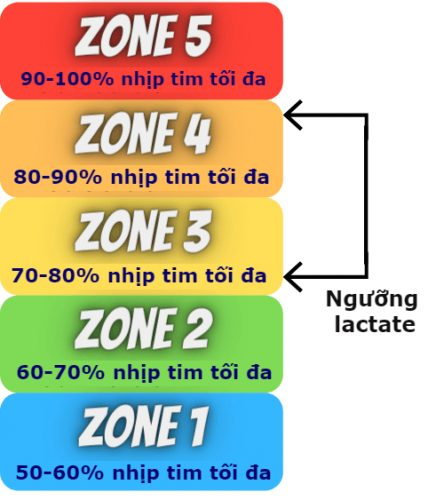 ZONE 5
90-100% nhịp tim tối đa
ZONE 4
80-90% nhịp tim tối đa
ZONE 3
70-80% nhịp tim tối đa
Ngưỡng
lactate
ZONE 2
60-70% nhịp tim tối đa
ZONE 1
50-60% nhịp tim tối đa